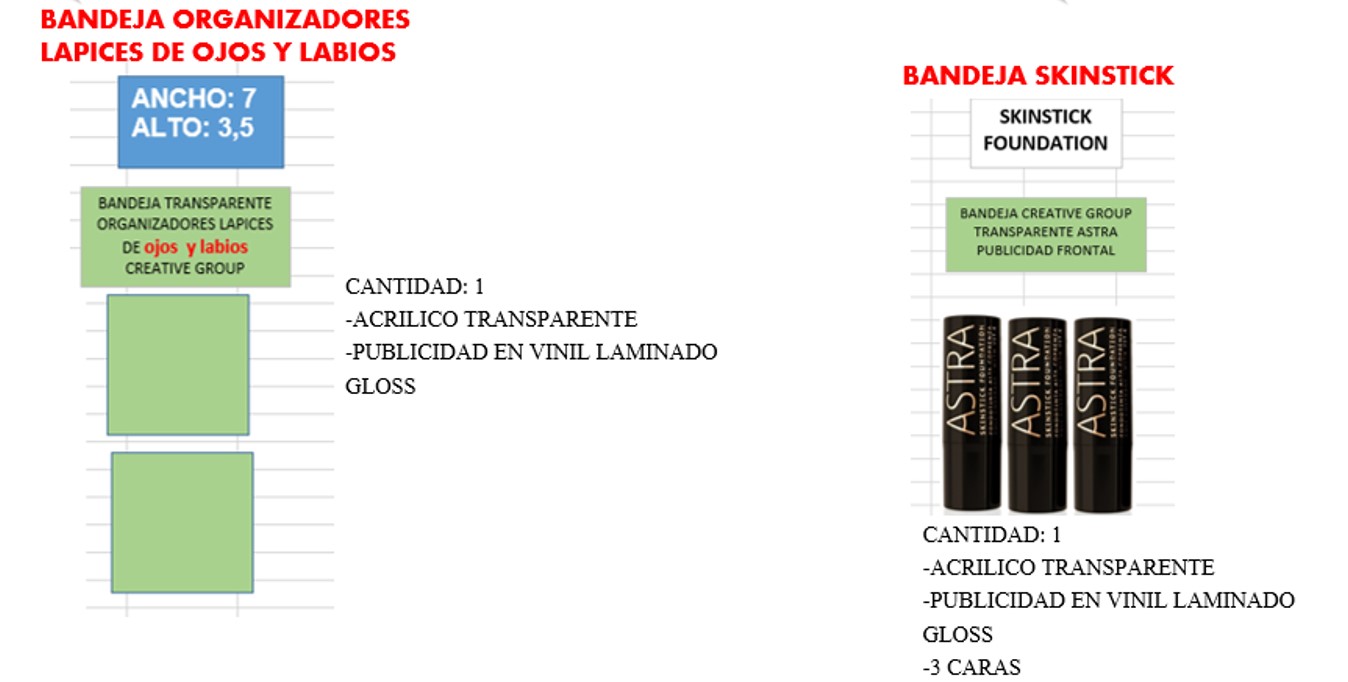 BANDEJA ORGANIZADORES
LAPICES DE OJOS Y LABIOS
ANCHO: 7
ALTO: 3,5
BANDEJA TRANSPARENTE
ORGANIZADORES LAPICES
DE ojos y labios
CREATIVE GROUP
CANTIDAD: 1
-ACRILICO TRANSPARENTE
-PUBLICIDAD EN VINIL LAMINADO
GLOSS
BANDEJA SKINSTICK
SKINSTICK
FOUNDATION
BANDEJA CREATIVE GROUP
TRANSPARENTE ASTRA
PUBLICIDAD FRONTAL
ASTRA
SKINSTICK FOUNDATION
ASTRA
SKINSTICK FOUNDATION
ASTRA
SKINSTICK FOUNDATION
CANTIDAD: 1
-ACRILICO TRANSPARENTE
-PUBLICIDAD EN VINIL LAMINADO
GLOSS
-3 CARAS